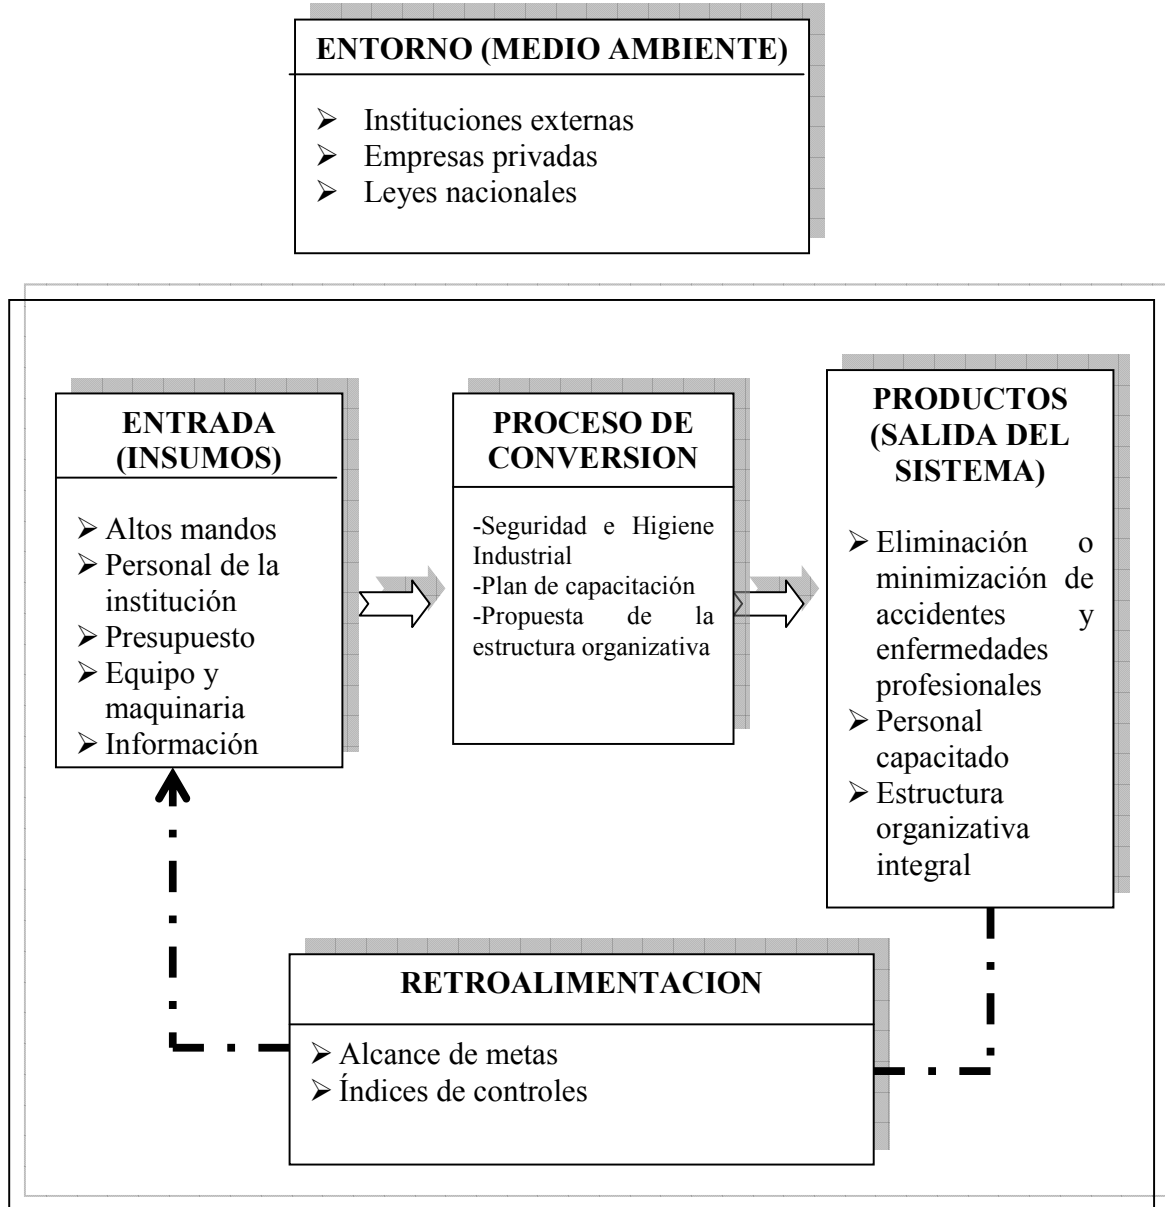 ENTORNO (MEDIO AMBIENTE)
➢ Instituciones externas
➢ Empresas privadas
➢ Leyes nacionales
ENTRADA
(INSUMOS)
➢ Altos mandos
➢ Personal de la
institución
➢ Presupuesto
➢ Equipo y
maquinaria
➢ Información
PROCESO DE
CONVERSION
-Seguridad e Higiene
Industrial
-Plan de capacitación
-Propuesta de la
estructura organizativa
PRODUCTOS
(SALIDA DEL
SISTEMA)
➢ Eliminación o
minimización de
accidentes y
enfermedades
profesionales
➢ Personal
capacitado
➢ Estructura
organizativa
integral
RETROALIMENTACION
➢ Alcance de metas
➢ Índices de controles